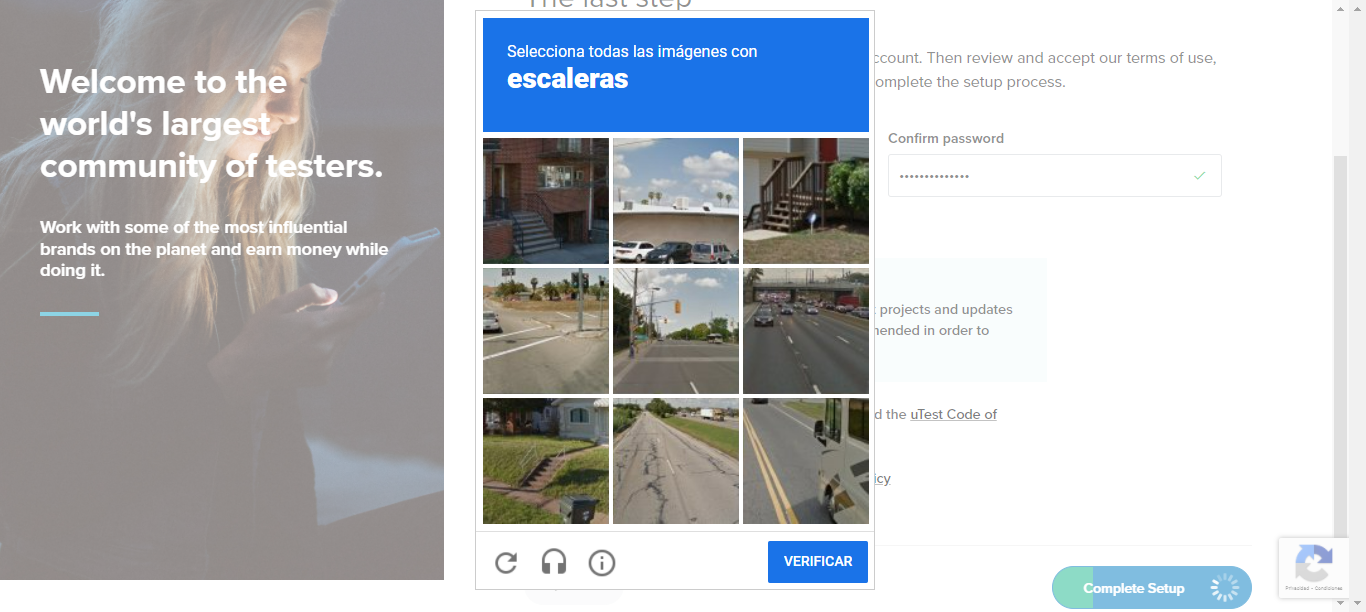 The last step
Welcome to the
world's largest
community of testers.
Work with some of the most influential
brands on the planet and earn money while
doing it.
Selecciona todas las imágenes con
escaleras
VERIFICAR
ccount. Then review and accept our terms of use,
omplete the setup process.
Confirm password
••••••••••••••
projects and updates
nended in order to
d the uTest Code of
icy
Complete Setup
Privacidad - Condiciones